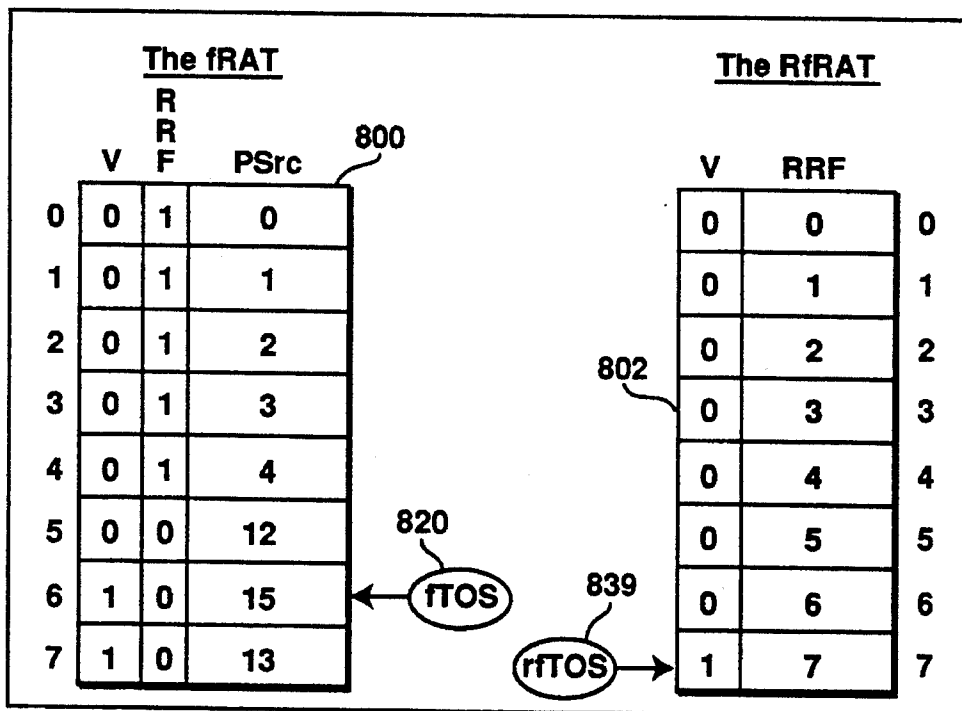 The fRAT
The RfRAT
R
R
V F PSrc
800
V RRF
0 0 1 0
0 0 0
1 0 1 1
0 1 1
2 0 1 2
0 2 2
802
3 0 1 3
0 3 3
4 0 1 4
0 4 4
5 0 0 12
820
0 5 5
6 1 0 15
fTOS
839
0 6 6
7 1 0 13
rfTOS
1 7 7